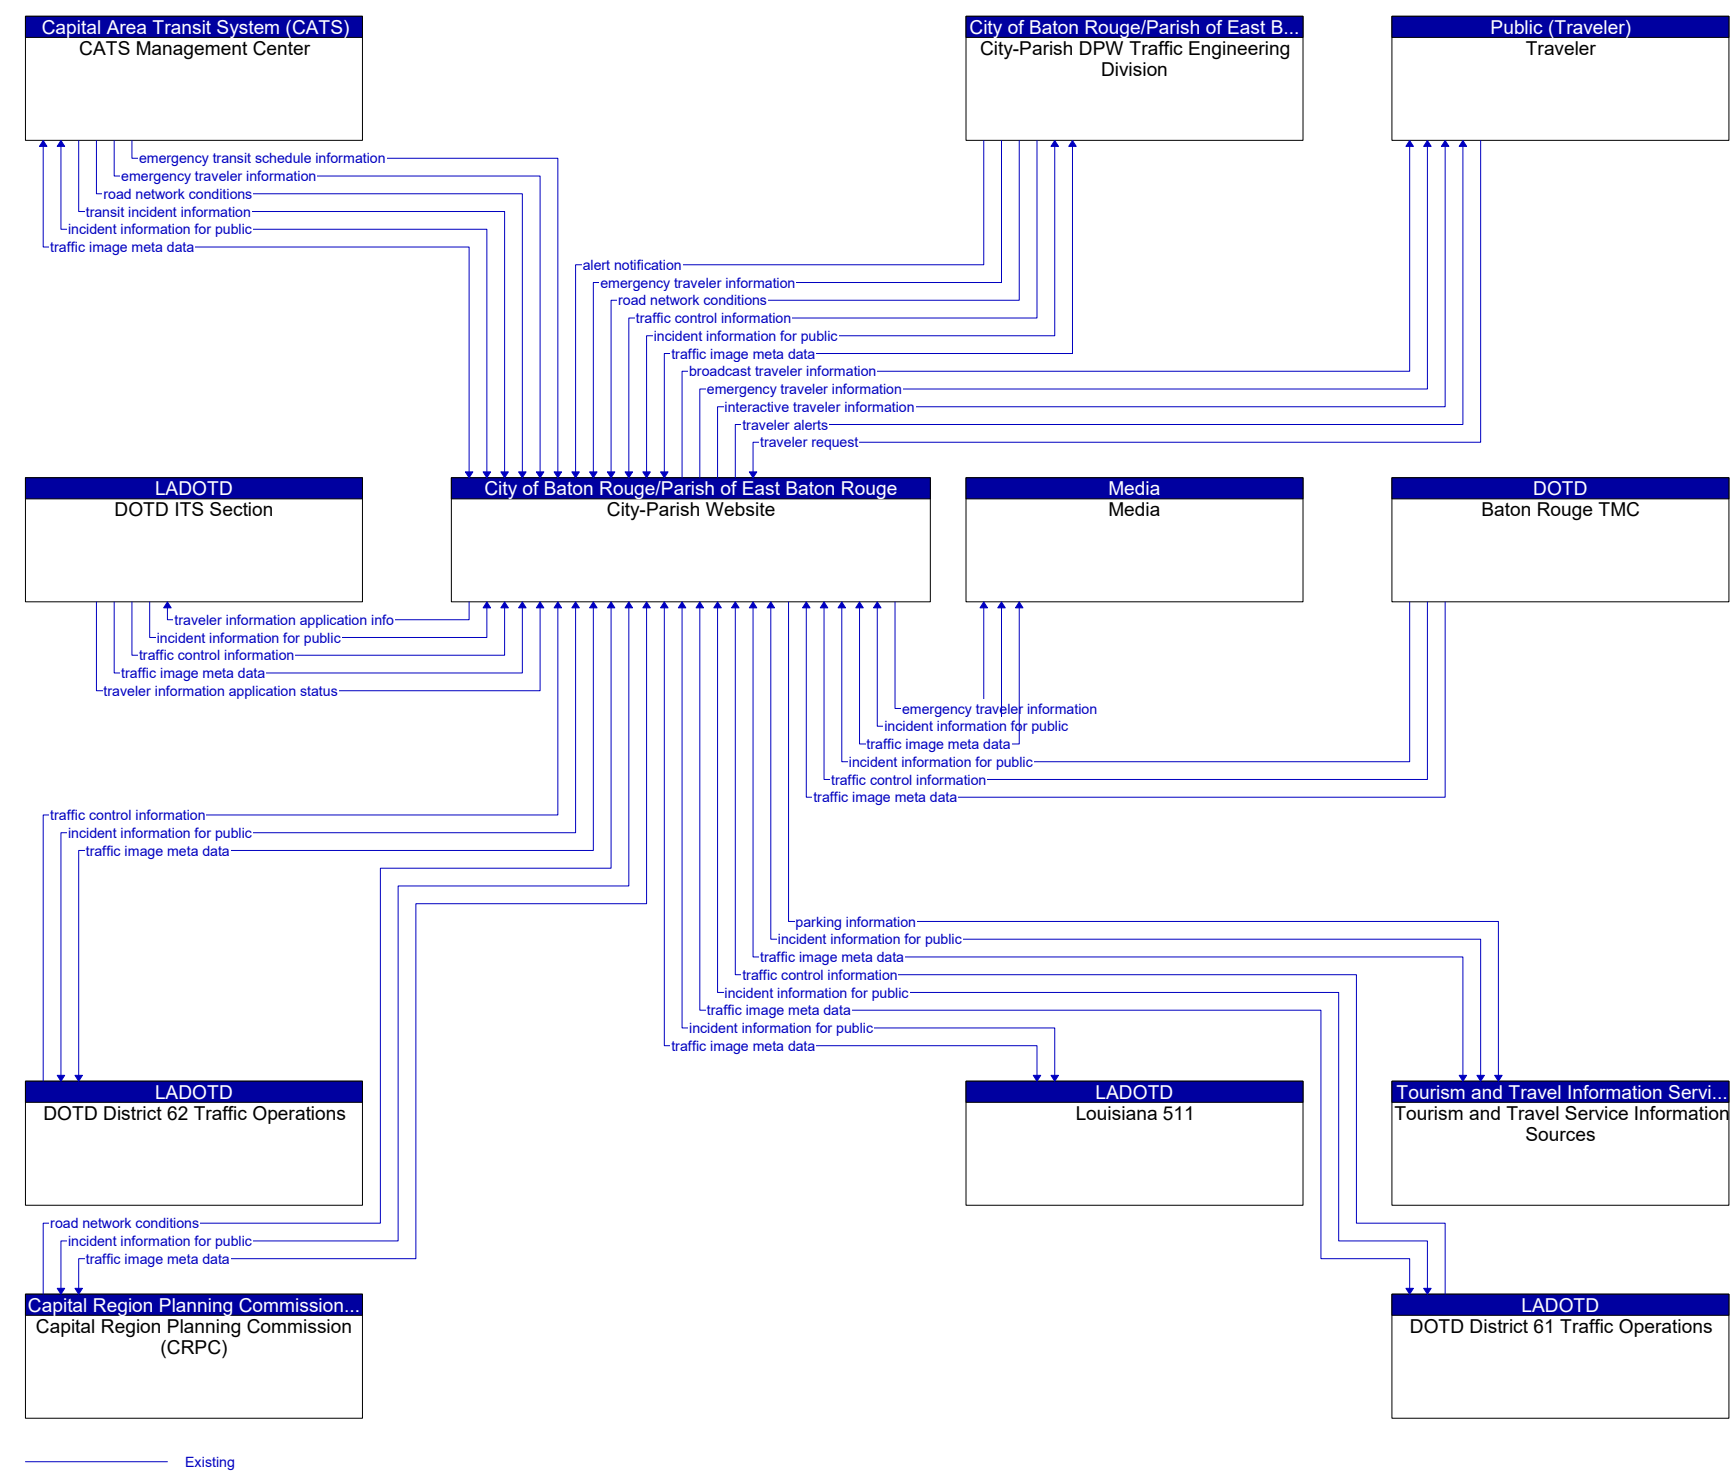 Capital Area Transit System (CATS)
CATS Management Center
City of Baton Rouge/Parish of East B...
City-Parish DPW Traffic Engineering
Division
Public (Traveler)
Traveler
emergency transit schedule information
emergency traveler information
road network conditions
transit incident information
incident information for public
traffic image meta data
alert notification
emergency traveler information
road network conditions
traffic control information
incident information for public
traffic image meta data
broadcast traveler information
emergency traveler information
interactive traveler information
traveler alerts
traveler request
LADOTD
DOTD ITS Section
City of Baton Rouge/Parish of East Baton Rouge
City-Parish Website
Media
Media
DOTD
Baton Rouge TMC
traveler information application info
incident information for public
traffic control information
traffic image meta data
traveler information application status
emergency traveler information
incident information for public
traffic image meta data
incident information for public
traffic control information
traffic image meta data
traffic control information
incident information for public
traffic image meta data
parking information
incident information for public
traffic image meta data
traffic control information
incident information for public
traffic image meta data
incident information for public
traffic image meta data
LADOTD
DOTD District 62 Traffic Operations
LADOTD
Louisiana 511
Tourism and Travel Information Servi...
Tourism and Travel Service Information
Sources
road network conditions
incident information for public
traffic image meta data
Capital Region Planning Commission...
Capital Region Planning Commission
(CRPC)
LADOTD
DOTD District 61 Traffic Operations
Existing